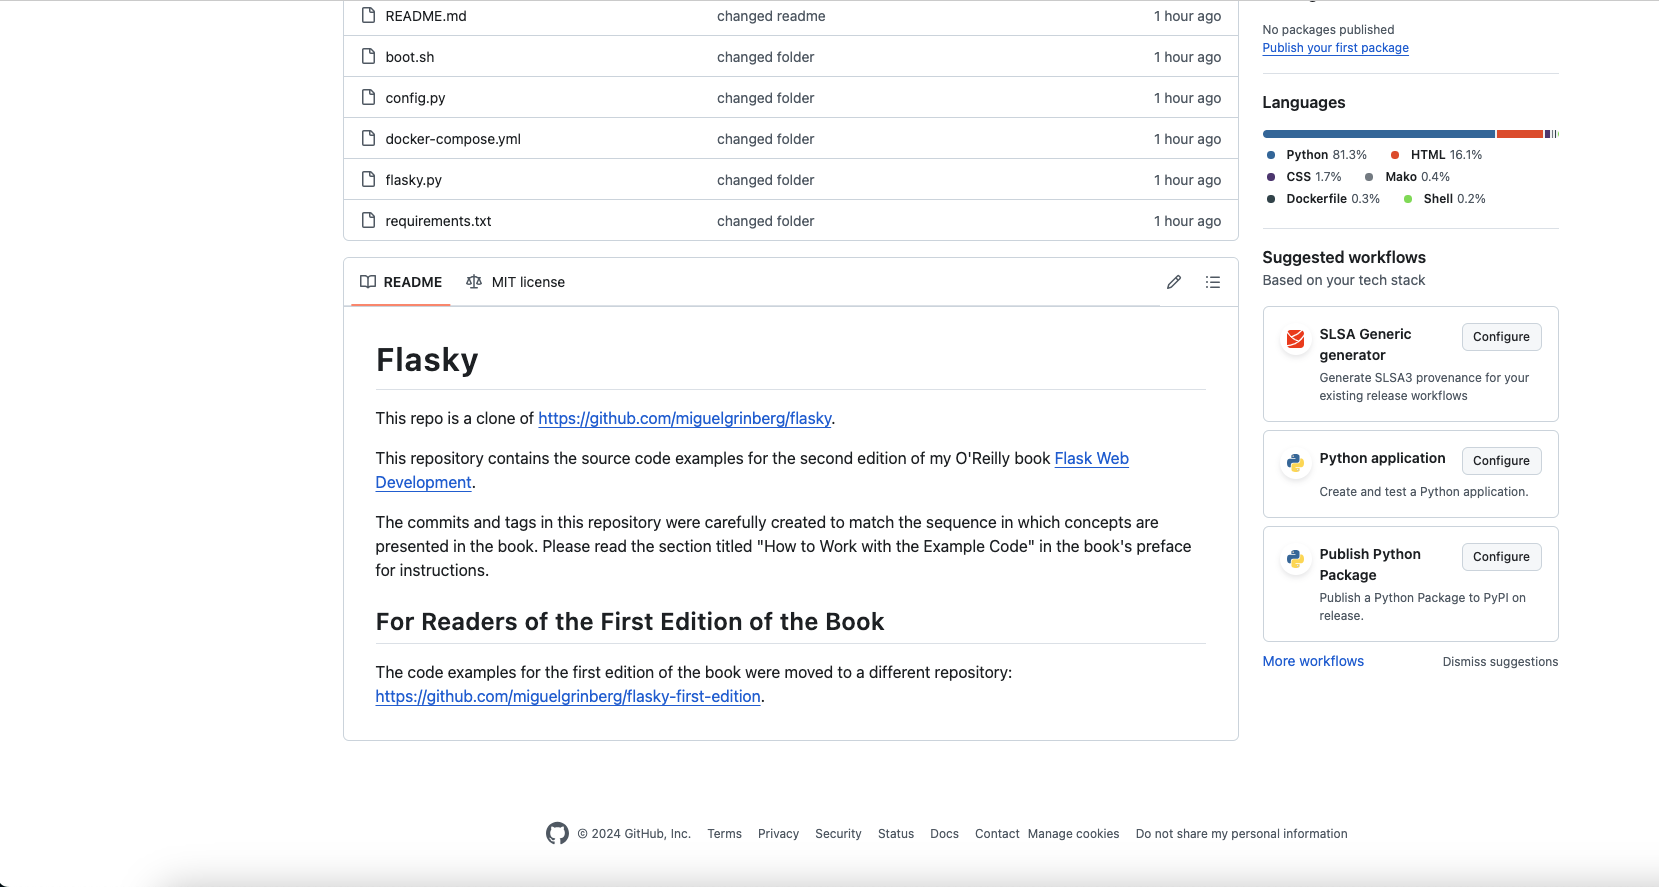 README.md changed readme 1 hour ago
boot.sh changed folder 1 hour ago
config.py changed folder 1 hour ago
docker-compose.yml changed folder 1 hour ago
flasky.py changed folder 1 hour ago
requirements.txt changed folder 1 hour ago
README MIT license
Flasky
This repo is a clone of https://github.com/miguelgrinberg/flasky.
This repository contains the source code examples for the second edition of my O'Reilly book Flask Web
Development.
The commits and tags in this repository were carefully created to match the sequence in which concepts are
presented in the book. Please read the section titled "How to Work with the Example Code" in the book's preface
for instructions.
For Readers of the First Edition of the Book
The code examples for the first edition of the book were moved to a different repository:
https://github.com/miguelgrinberg/flasky-first-edition.
No packages published
Publish your first package
Languages
Python 81.3% HTML 16.1%
CSS 1.7% Mako 0.4%
Dockerfile 0.3% Shell 0.2%
Suggested workflows
Based on your tech stack
SLSA Generic
generator
Configure
Generate SLSA3 provenance for your
existing release workflows
Python application
Configure
Create and test a Python application.
Publish Python
Package
Configure
Publish a Python Package to PyPI on
release.
More workflows Dismiss suggestions
© 2024 GitHub, Inc. Terms Privacy Security Status Docs Contact Manage cookies Do not share my personal information